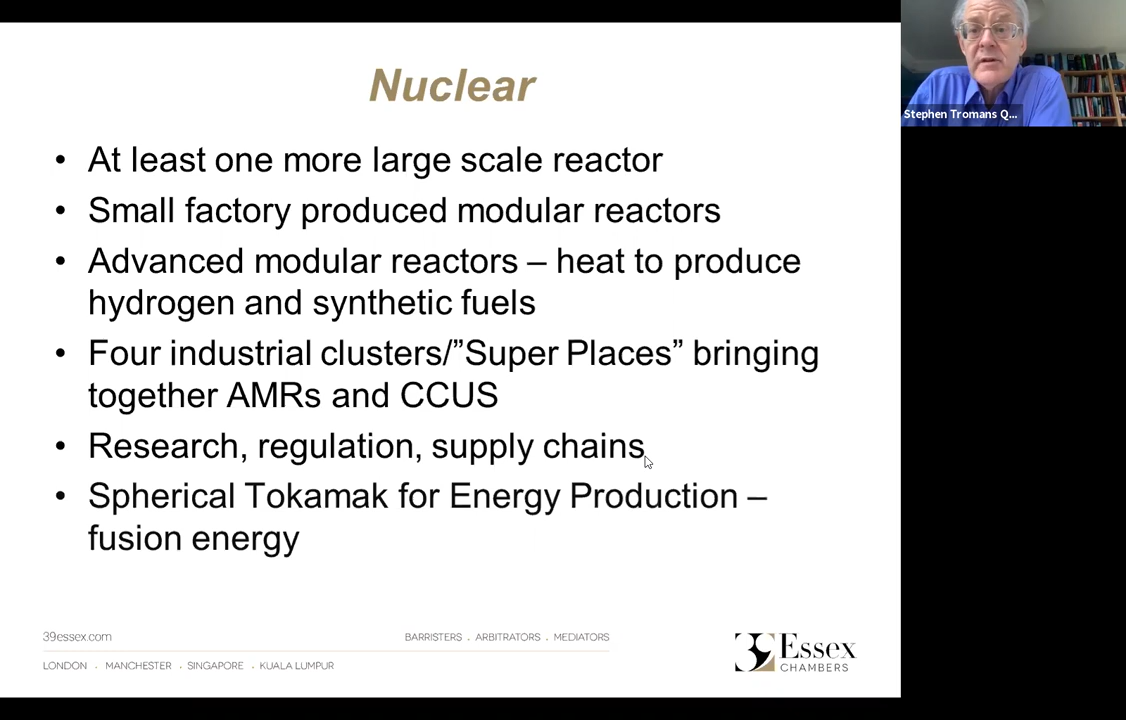 Nuclear
Stephen Tromans Q...
• At least one more large scale reactor
• Small factory produced modular reactors
• Advanced modular reactors – heat to produce
hydrogen and synthetic fuels
• Four industrial clusters/”Super Places” bringing
together AMRs and CCUS
• Research, regulation, supply chains
• Spherical Tokamak for Energy Production –
fusion energy
39essex.com
BARRISTERS . ARBITRATORS . MEDIATORS
LONDON . MANCHESTER . SINGAPORE . KUALA LUMPUR
39 Essex
CHAMBERS